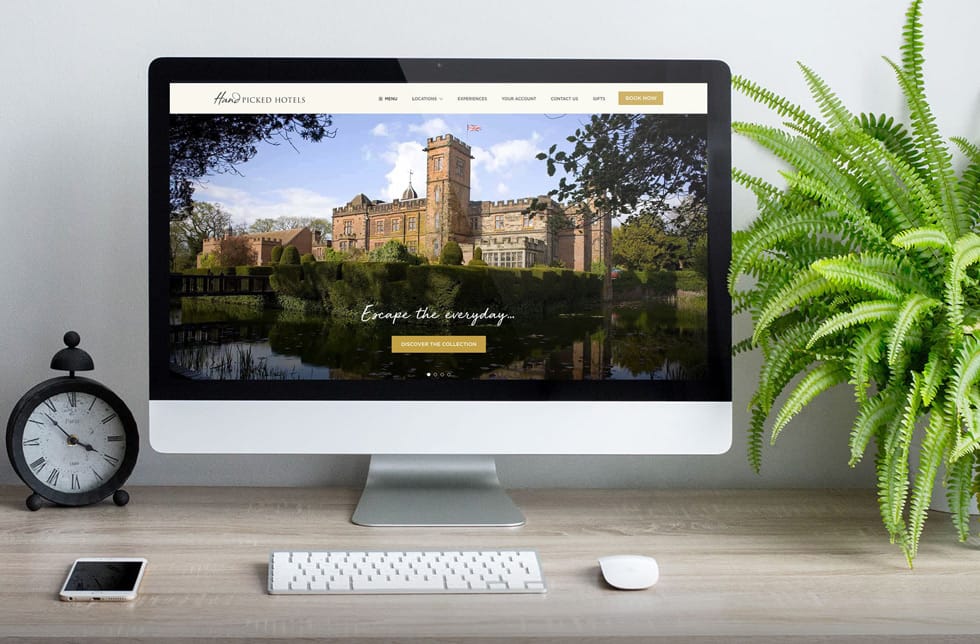 Hand PICKED HOTELS
MENU
LOCATIONS
EXPERIENCES
YOUR ACCOUNT
CONTACT US
GIFTS
BOOK NOW
Escape the everyday...
DISCOVER THE COLLECTION
Paris